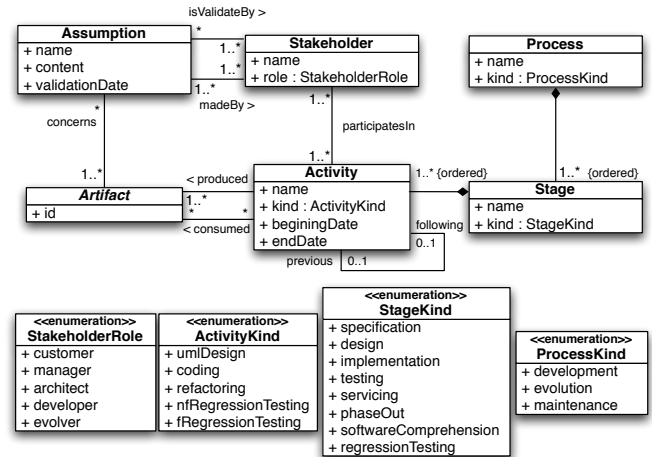 isValidateBy >
Assumption
+ name
+ content
+ validationDate
*
1..*
*
1..*
madeBy >
Stakeholder
+ name
+ role : StakeholderRole
Process
+ name
+ kind : ProcessKind
*
concerns
1..*
1..*
participatesIn
1..*
1..*
{ordered}
Artifact
+ id
< produced
1..*
*
*
< consumed
Activity
+ name
+ kind : ActivityKind
+ beginingDate
+ endDate
1..* {ordered}
Stage
+ name
+ kind : StageKind
following
0..1
previous
0..1
<<enumeration>>
StakeholderRole
+ customer
+ manager
+ architect
+ developer
+ evolver
<<enumeration>>
ActivityKind
+ umlDesign
+ coding
+ refactoring
+ nfRegressionTesting
+ fRegressionTesting
<<enumeration>>
StageKind
+ specification
+ design
+ implementation
+ testing
+ servicing
+ phaseOut
+ softwareComprehension
+ regressionTesting
<<enumeration>>
ProcessKind
+ development
+ evolution
+ maintenance